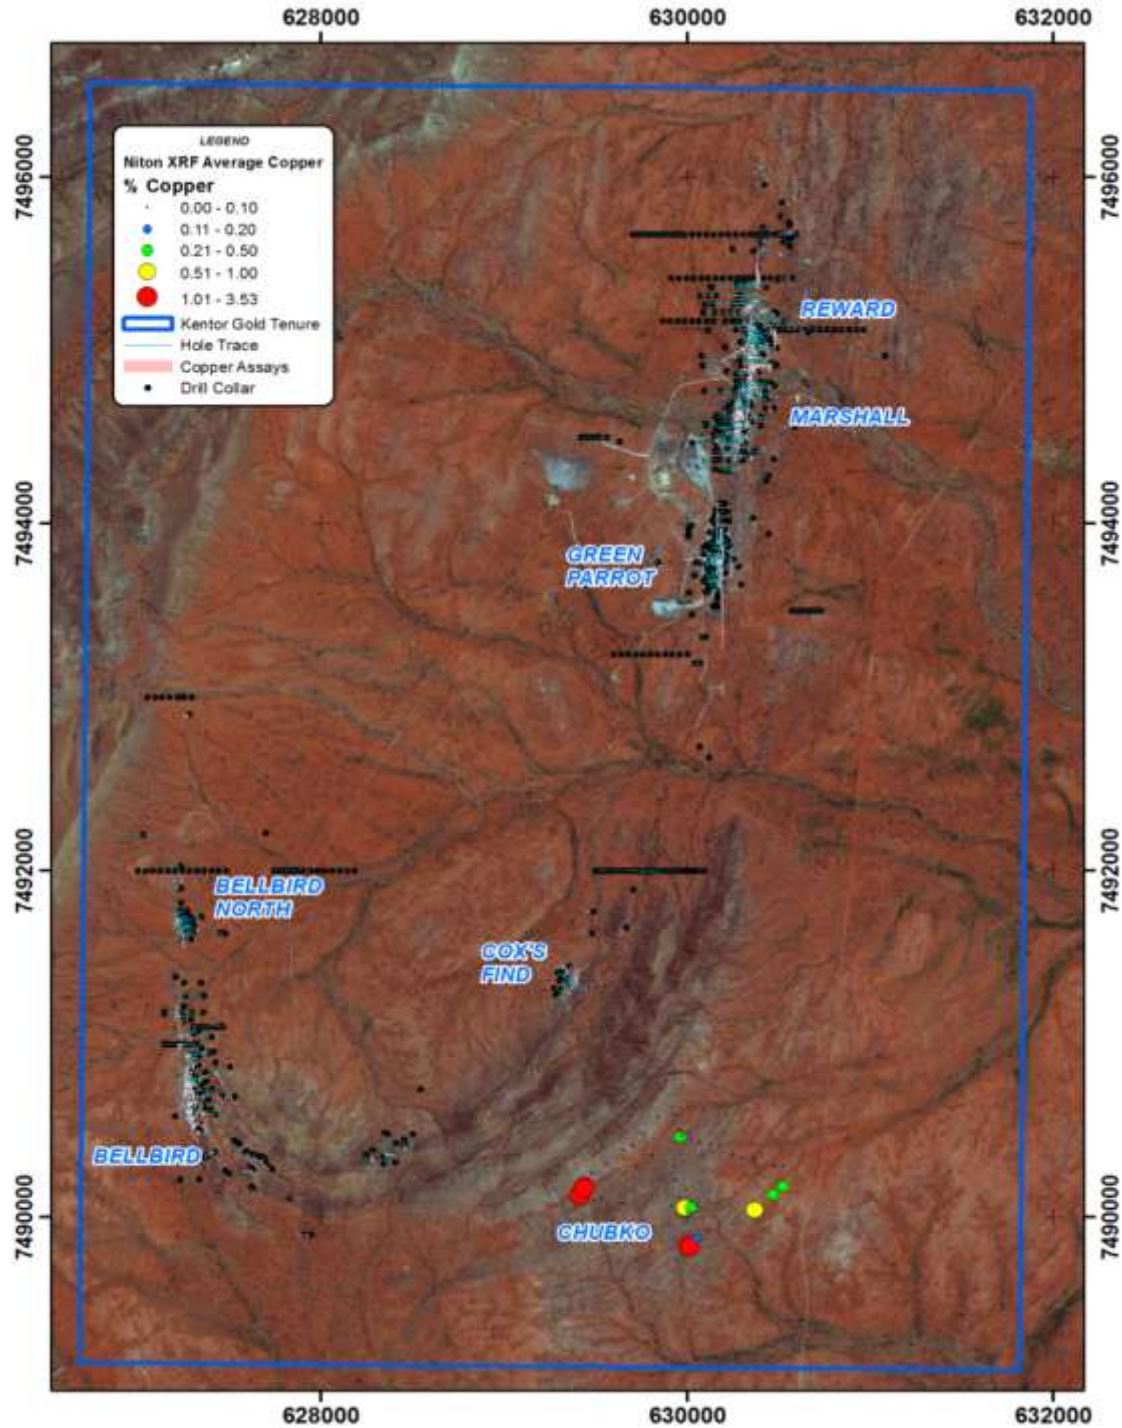 628000
630000
632000
LEGEND
Niton XRF Average Copper
% Copper
0.00 - 0.10
0.11 - 0.20
0.21 - 0.50
0.51 - 1.00
1.01 - 3.53
Kentor Gold Tenure
Hole Trace
Copper Assays
Drill Collar
7496000
7496000
REWARD
MARSHALL
7494000
7494000
GREEN
PARROT
7492000
7492000
BELLBIRD
NORTH
COX'S
FIND
BELLBIRD
7490000
7490000
CHUBKO
628000
630000
632000